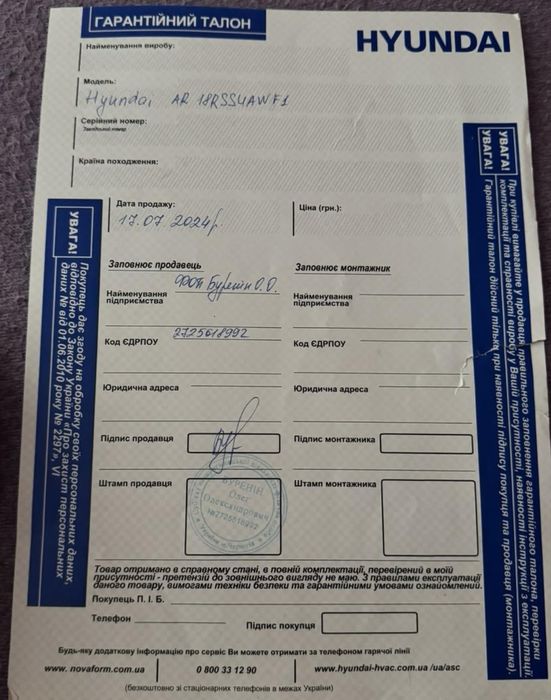 ГАРАНТІЙНИЙ ТАЛОН
HYUNDAI
Найменування виробу:
Модель:
Hyundai AR 18RSSUAWF1
Серійний номер:
Заводський номер
Країна походження:
Дата продажу:
17.07 2024р.
Ціна (грн.):
Заповнює продавець
ФОП Буренін О.О.
Найменування
підприємства
Код ЄДРПОУ
2725618992
Юридична адреса
Підпис продавця
Штамп продавця
БУРЕНІН
Олег
Олександрович
№2725618992
Заповнює монтажник
Найменування
підприємства
Код ЄДРПОУ
Юридична адреса
Підпис монтажника
Штамп монтажника
УВАГА!
Покупець дає згоду на обробку своїх персональних даних,
відповідно до Закону України «Про захист персональних
даних № від 01.06.2010 року № 2297», VI
УВАГА!
УВАГА!
При купівлі вимагайте у продавця правильного заповнення гарантійного талона, перевірки
комплектації та справності виробу у Вашій присутності, наявності інструкції з експлуатації.
Гарантійний талон дійсний тільки при наявності підпису покупця та продавця (монтажника).
Товар отримано в справному стані, в повній комплектації, перевірений в моїй
присутності - претензій до зовнішнього вигляду не маю. З правилами експлуатації
даного товару, вимогами техніки безпеки та гарантійними умовами ознайомлений.
Покупець П. І. Б.
Телефон
Підпис покупця
Будь-яку додаткову інформацію про сервіс Ви можете отримати за телефоном гарячої лінії
www. novaform.com.ua
0 800 33 12 90
www.hyundai-hvac.com.ua /ua/asc
(безкоштовно зі стаціонарних телефонів в межах України)